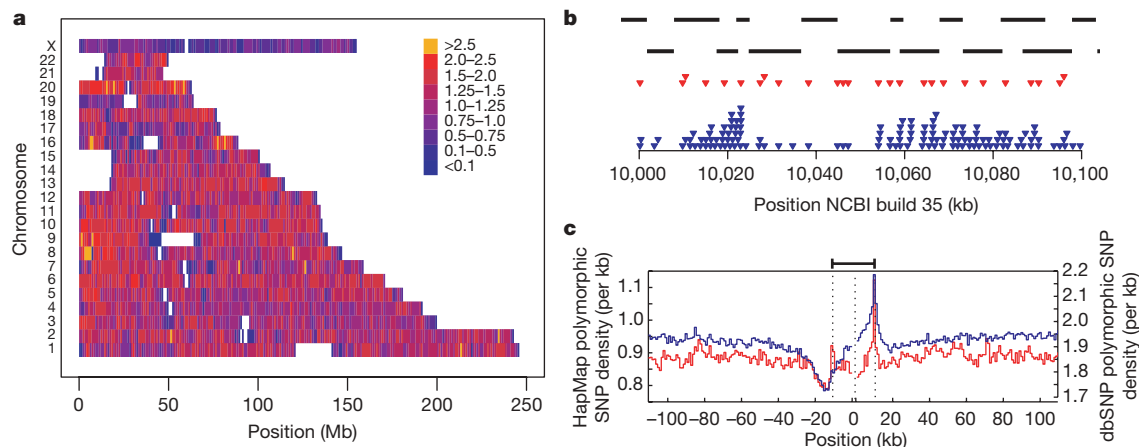 a
Chromosome
X
22
21
20
19
18
17
16
15
14
13
12
11
10
9
8
7
6
5
4
3
2
1
>2.5
2.0–2.5
1.5–2.0
1.25–1.5
1.0–1.25
0.75–1.0
0.5–0.75
0.1–0.5
<0.1
0 50 100 150 200 250
Position (Mb)
b
10,000 10,020 10,040 10,060 10,080 10,100
Position NCBI build 35 (kb)
c
HapMap polymorphic
SNP density (per kb)
1.1
1.0
0.9
0.8
2.2
2.1
2.0
1.9
1.8
1.7
dbSNP polymorphic SNP
density (per kb)
−100 −80 −60 −40 −20 0 20 40 60 80 100
Position (kb)